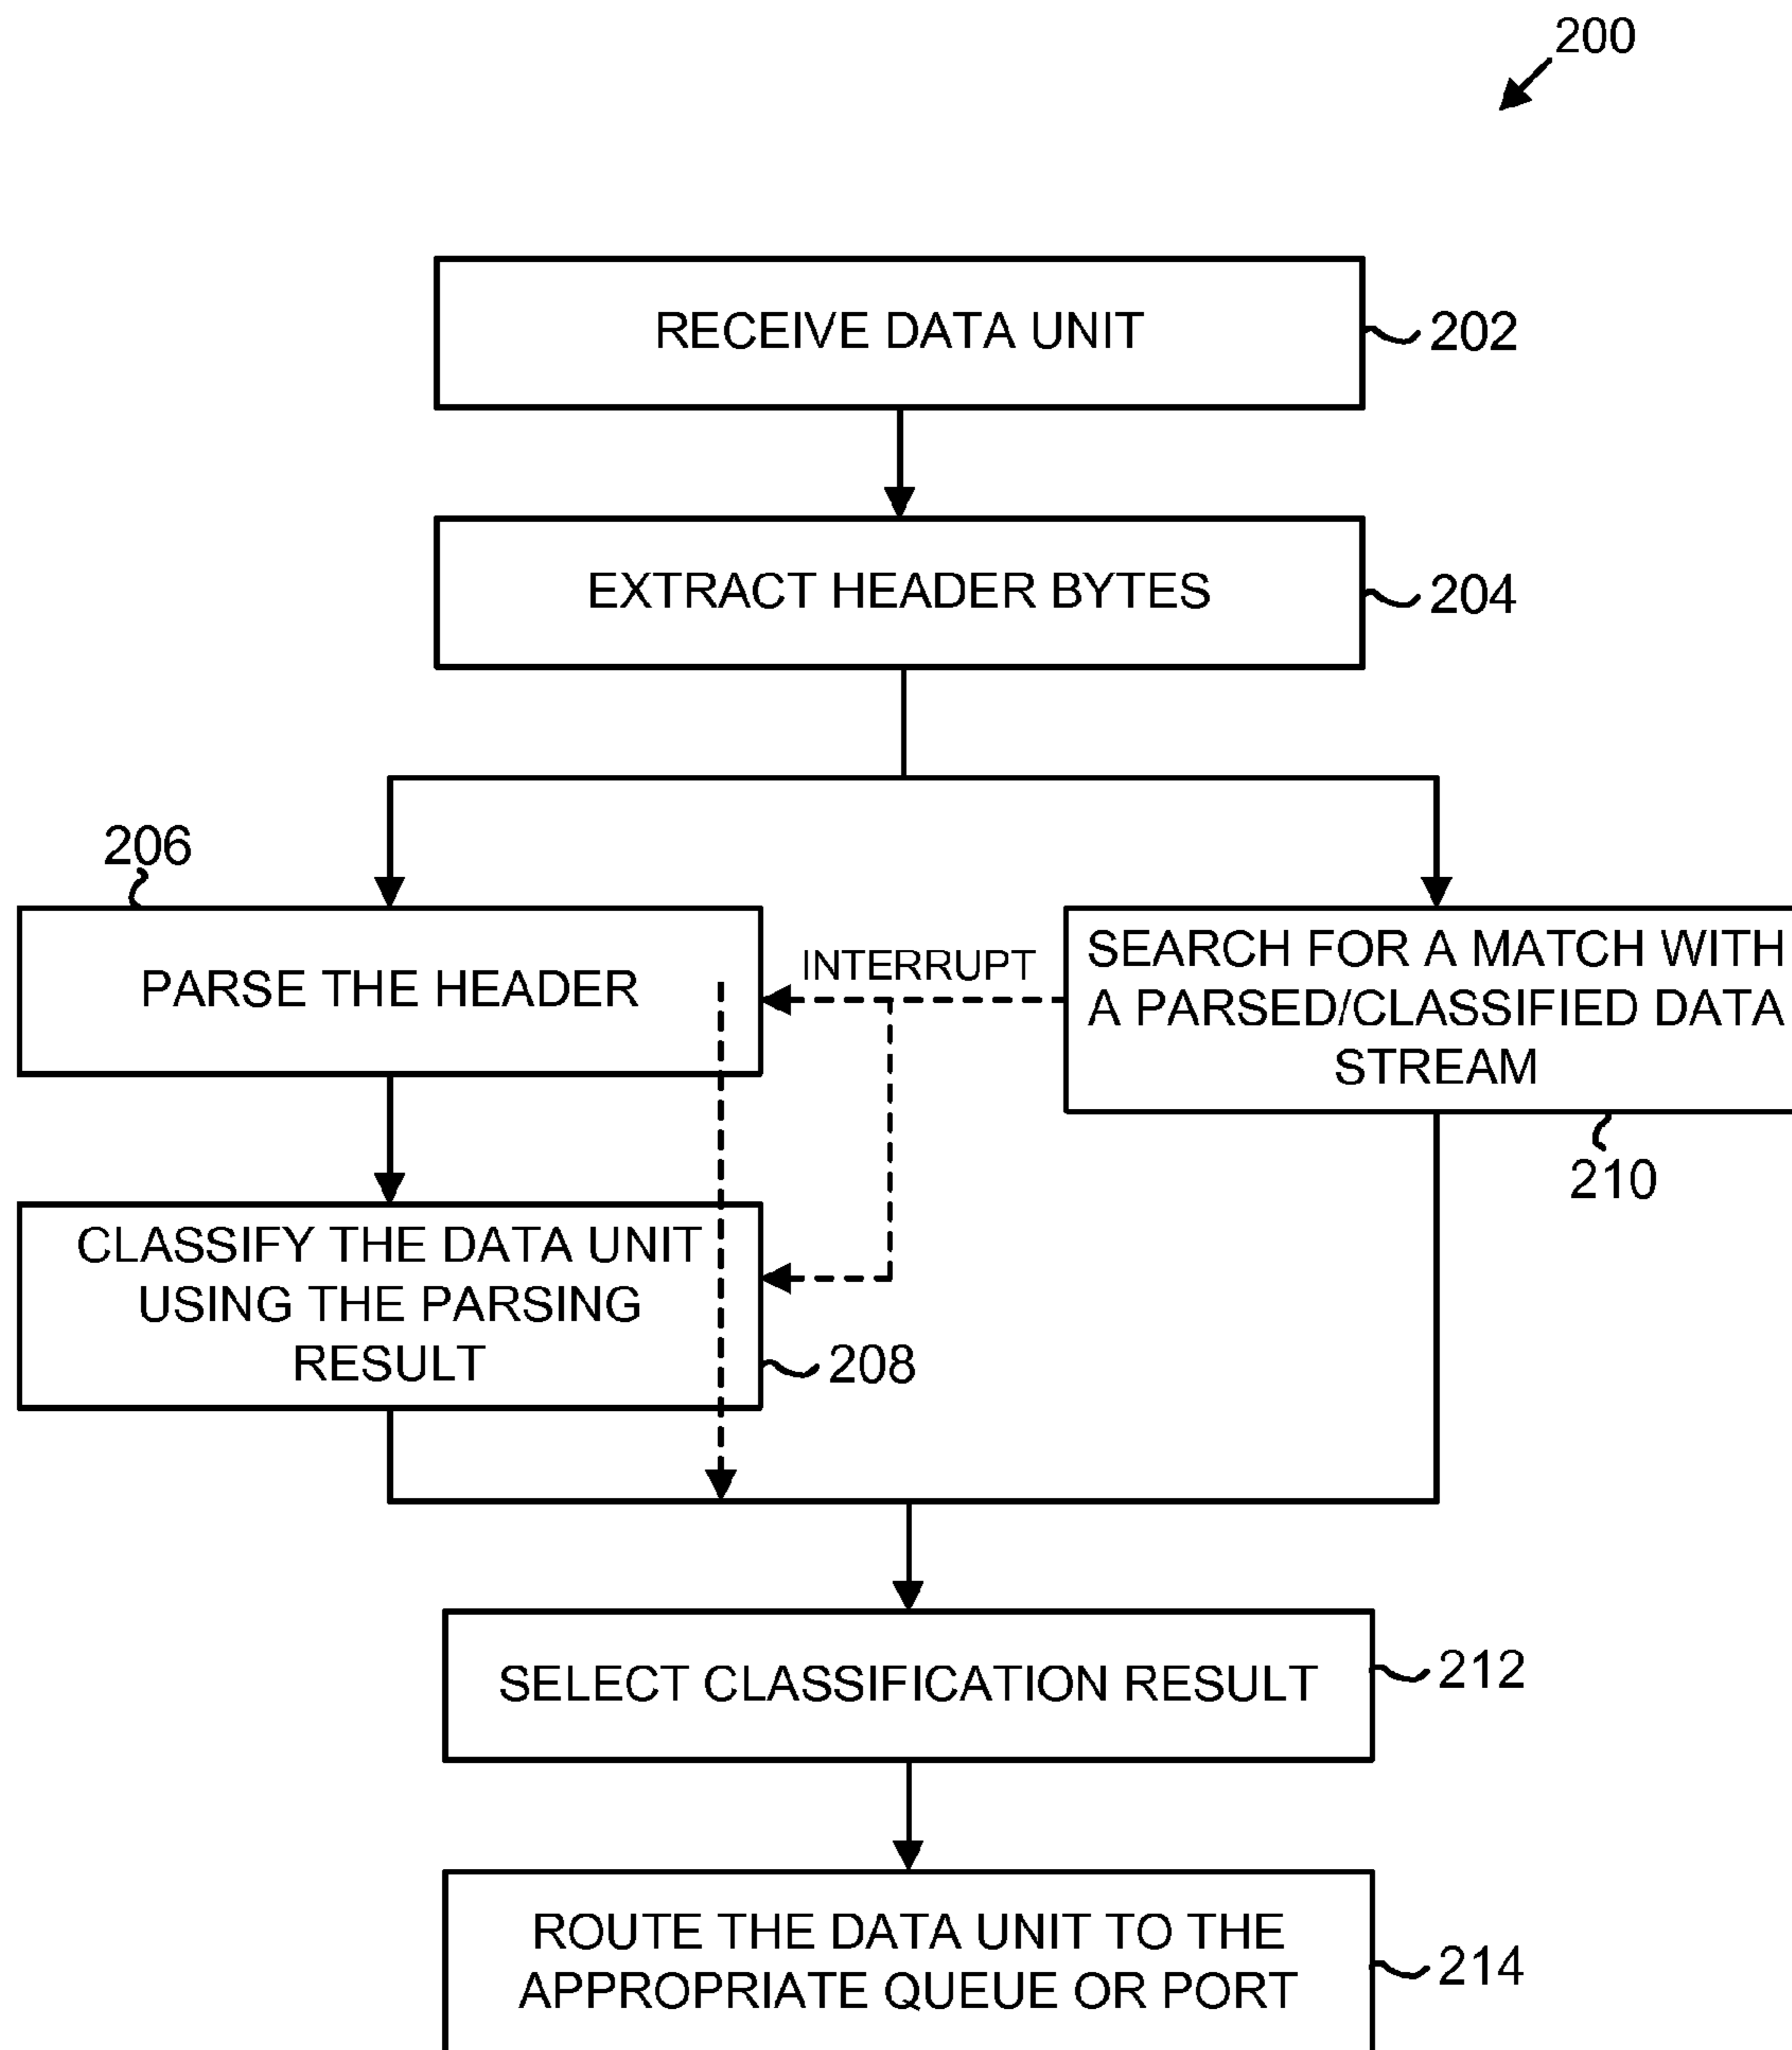 200
RECEIVE DATA UNIT
202
EXTRACT HEADER BYTES
204
206
PARSE THE HEADER
INTERRUPT
SEARCH FOR A MATCH WITH
A PARSED/CLASSIFIED DATA
STREAM
210
CLASSIFY THE DATA UNIT
USING THE PARSING
RESULT
208
SELECT CLASSIFICATION RESULT
212
ROUTE THE DATA UNIT TO THE
APPROPRIATE QUEUE OR PORT
214